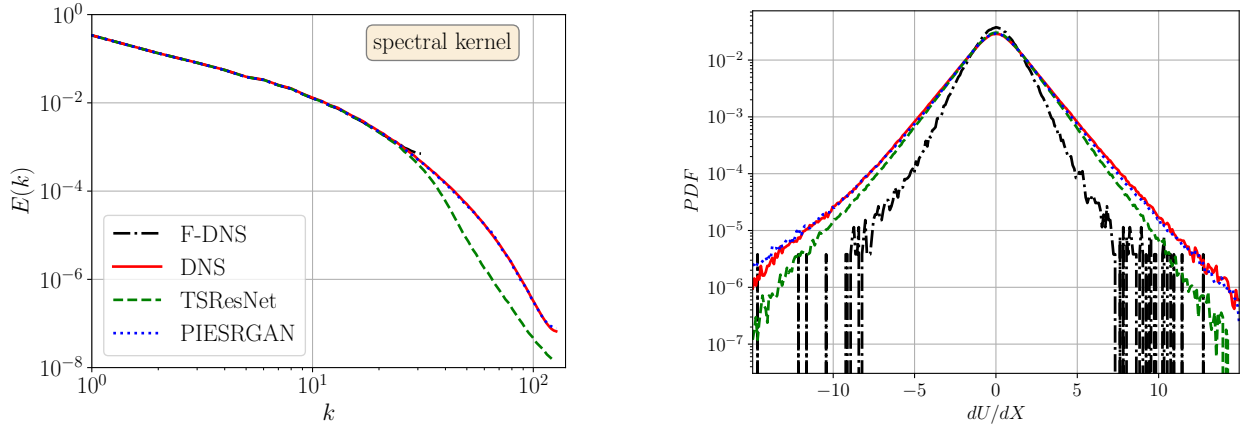 spectral kernel
10^0
10^{-2}
10^{-4}
10^{-6}
10^{-8}
E(k)
F-DNS
DNS
TSResNet
PIESRGAN
10^0
10^1
10^2
k
10^{-2}
10^{-3}
10^{-4}
10^{-5}
10^{-6}
10^{-7}
PDF
−10
−5
0
5
10
dU/dX